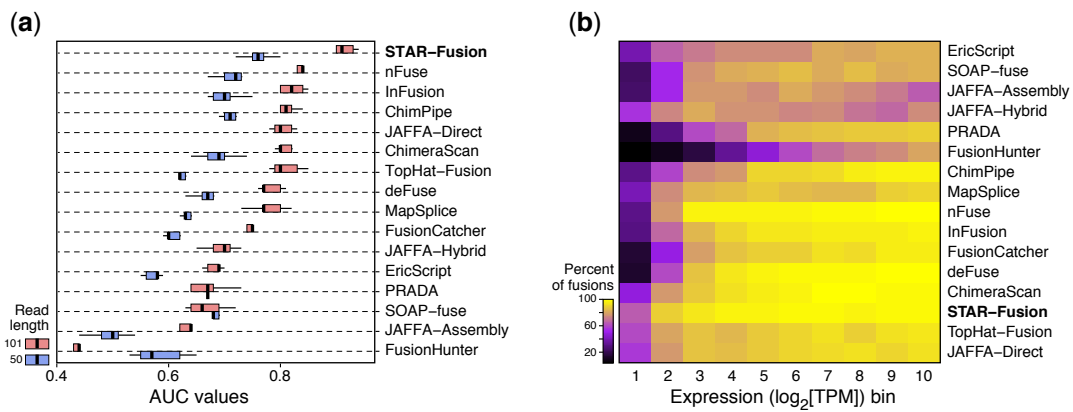 (a)
STAR−Fusion
nFuse
InFusion
ChimPipe
JAFFA−Direct
ChimeraScan
TopHat−Fusion
deFuse
MapSplice
FusionCatcher
JAFFA−Hybrid
EricScript
PRADA
SOAP−fuse
JAFFA−Assembly
FusionHunter
Read
length
101
50
0.4 0.6 0.8
AUC values
(b)
EricScript
SOAP−fuse
JAFFA−Assembly
JAFFA−Hybrid
PRADA
FusionHunter
ChimPipe
MapSplice
nFuse
InFusion
FusionCatcher
deFuse
ChimeraScan
STAR−Fusion
TopHat−Fusion
JAFFA−Direct
Percent
of fusions
100
80
60
40
20
1 2 3 4 5 6 7 8 9 10
Expression (log2[TPM]) bin